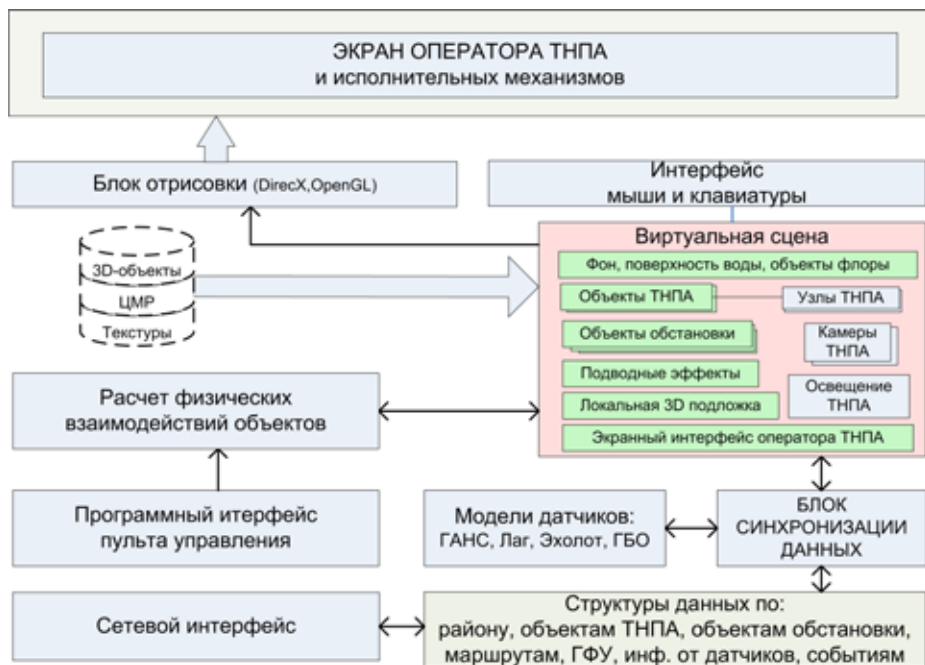 ЭКРАН ОПЕРАТОРА ТНПА
и исполнительных механизмов
Блок отрисовки (DirecX,OpenGL)
Интерфейс
мыши и клавиатуры
3D-объекты
ЦМР
Текстуры
Виртуальная сцена
Фон, поверхность воды, объекты флоры
Объекты ТНПА
Узлы ТНПА
Объекты обстановки
Камеры
ТНПА
Подводные эффекты
Освещение
ТНПА
Локальная 3D подложка
Экранный интерфейс оператора ТНПА
Расчет физических
взаимодействий объектов
Программный итерфейс
пульта управления
Модели датчиков:
ГАНС, Лаг, Эхолот, ГБО
БЛОК
СИНХРОНИЗАЦИИ
ДАННЫХ
Сетевой интерфейс
Структуры данных по:
району, объектам ТНПА, объектам обстановки,
маршрутам, ГФУ, инф. от датчиков, событиям